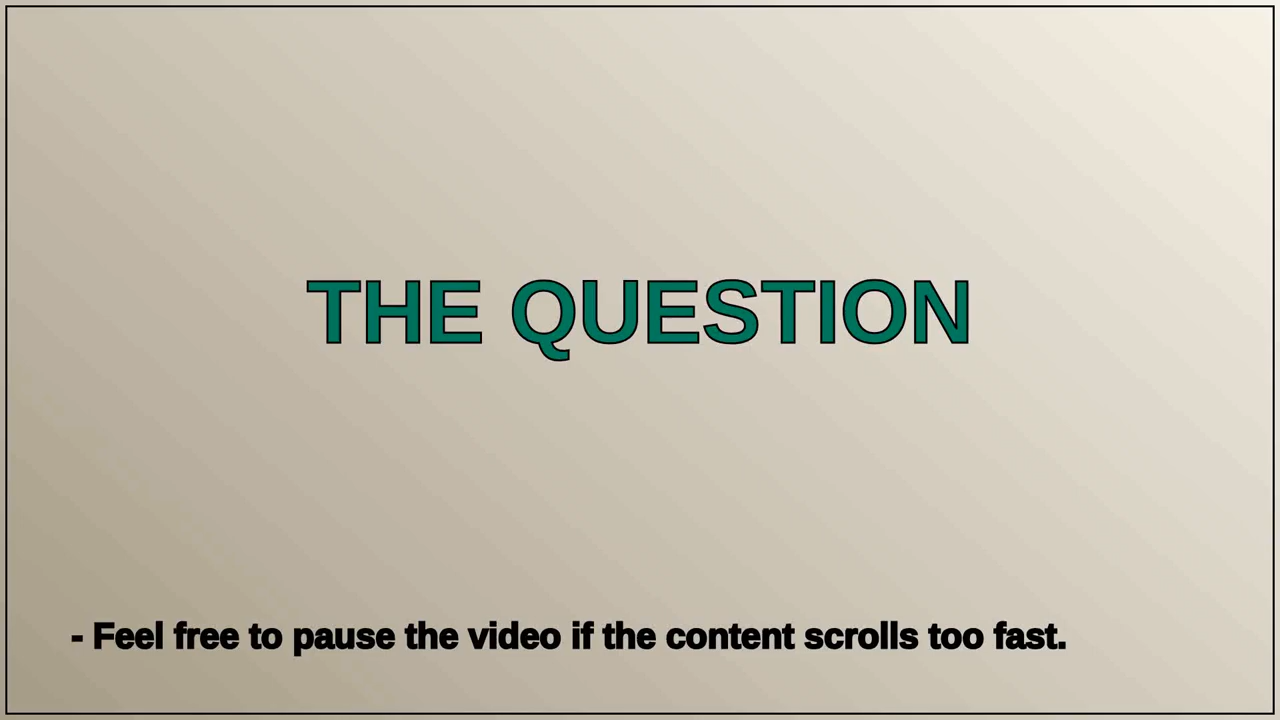 THE QUESTION
- Feel free to pause the video if the content scrolls too fast.